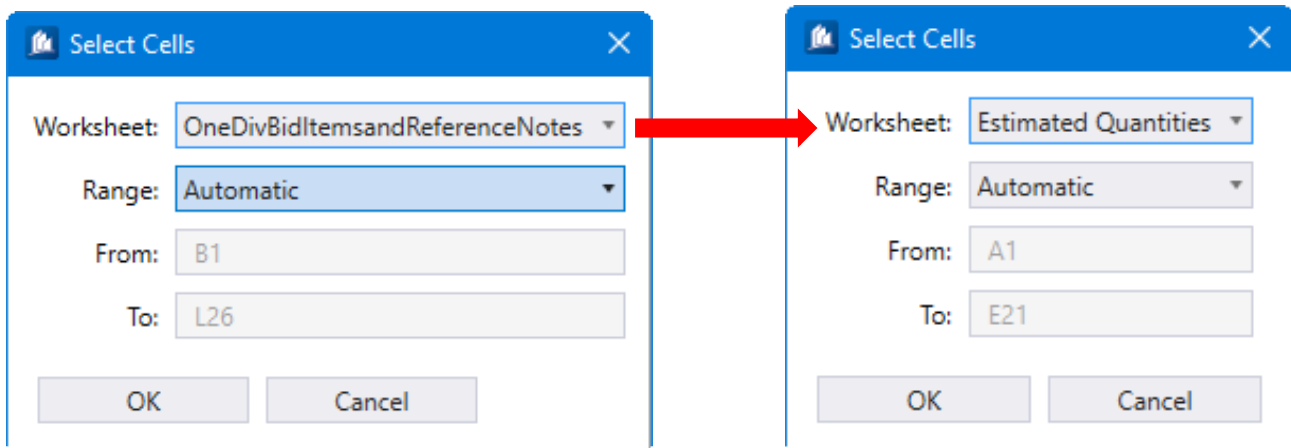 Select Cells
Worksheet: OneDivBidItemsandReferenceNotes
Range: Automatic
From: B1
To: L26
OK Cancel
Select Cells
Worksheet: Estimated Quantities
Range: Automatic
From: A1
To: E21
OK Cancel